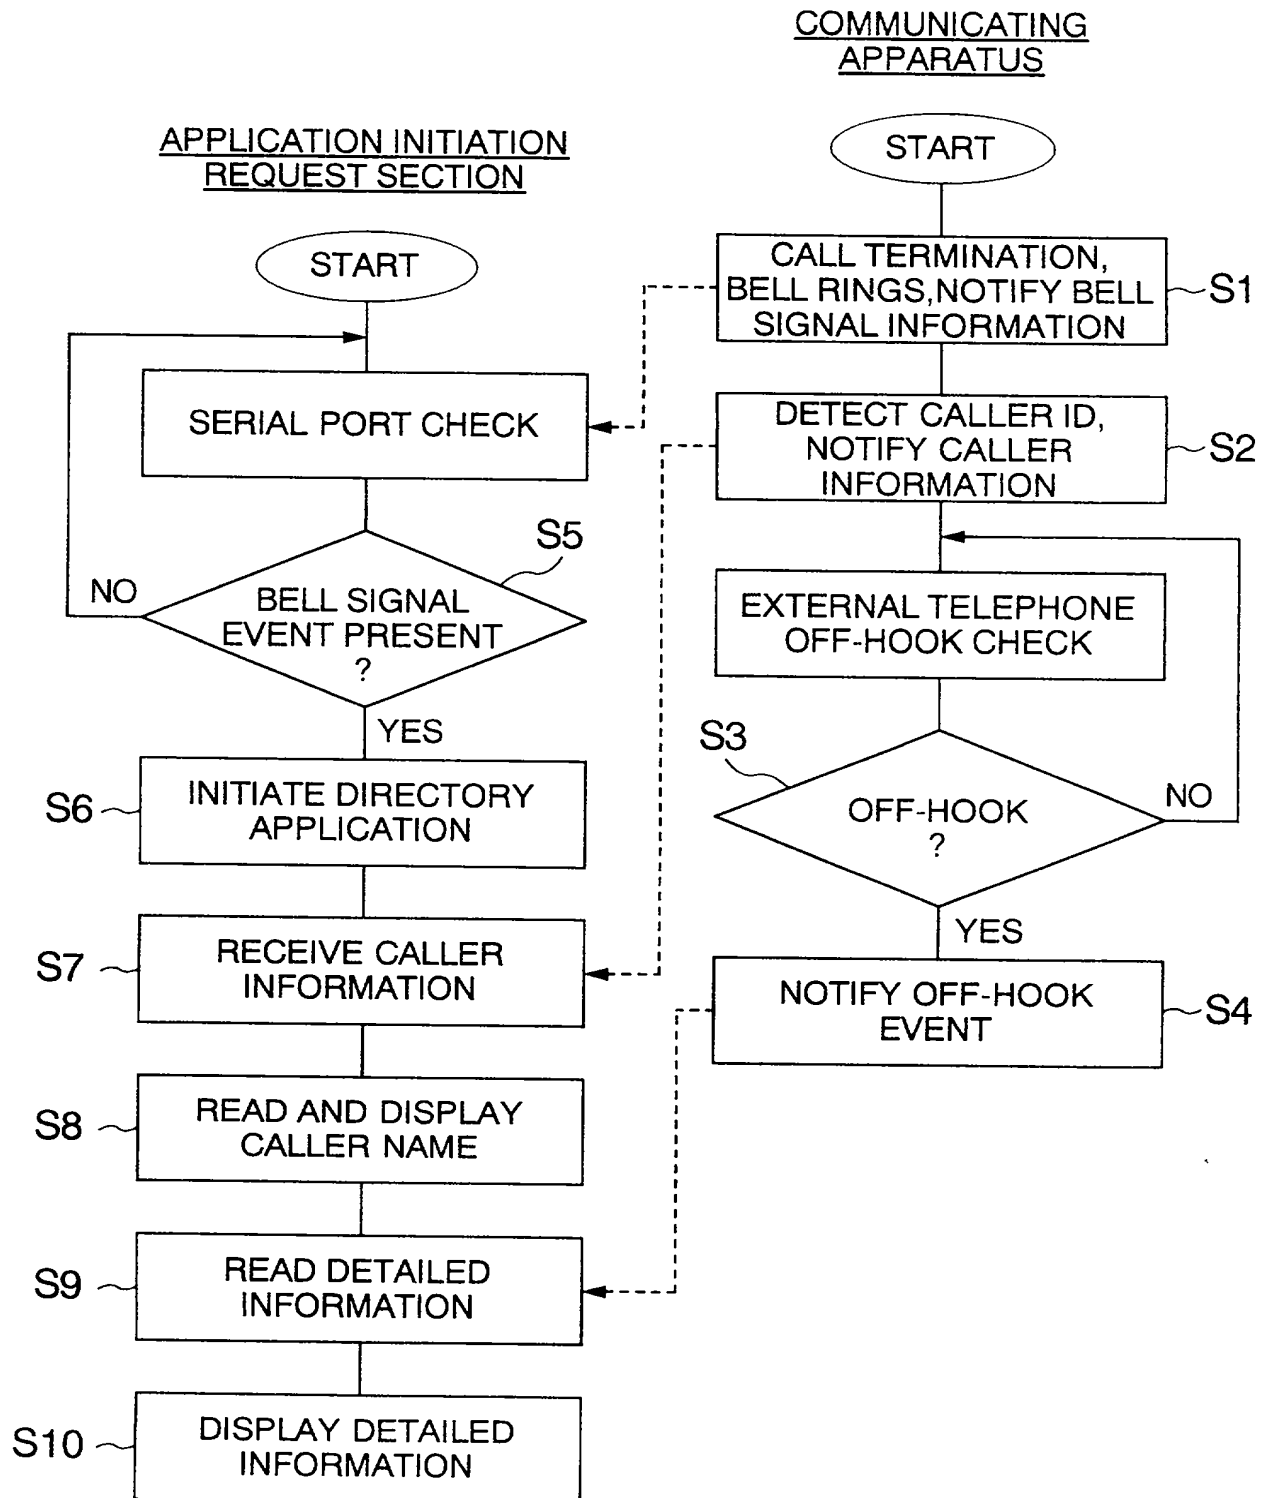 COMMUNICATING
APPARATUS
START
CALL TERMINATION,
BELL RINGS,NOTIFY BELL
SIGNAL INFORMATION
S1
DETECT CALLER ID,
NOTIFY CALLER
INFORMATION
S2
EXTERNAL TELEPHONE
OFF-HOOK CHECK
S3
OFF-HOOK
?
NO
YES
NOTIFY OFF-HOOK
EVENT
S4
APPLICATION INITIATION
REQUEST SECTION
START
SERIAL PORT CHECK
S5
NO
BELL SIGNAL
EVENT PRESENT
?
YES
S6
INITIATE DIRECTORY
APPLICATION
S7
RECEIVE CALLER
INFORMATION
S8
READ AND DISPLAY
CALLER NAME
S9
READ DETAILED
INFORMATION
S10
DISPLAY DETAILED
INFORMATION